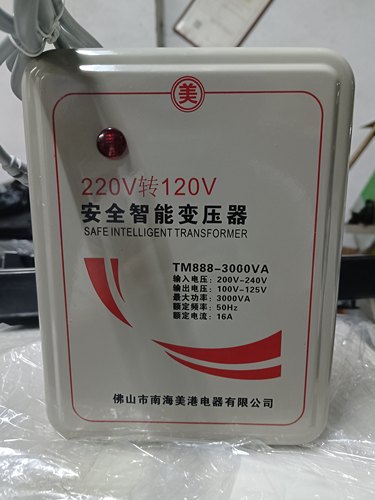 美
220V转120V
安全智能变压器
SAFE INTELLIGENT TRANSFORMER
TM888-3000VA
输入电压：200V-240V
输出电压：100V-125V
最大功率：3000VA
额定频率：50Hz
额定电流：16A
佛山市南海美港电器有限公司